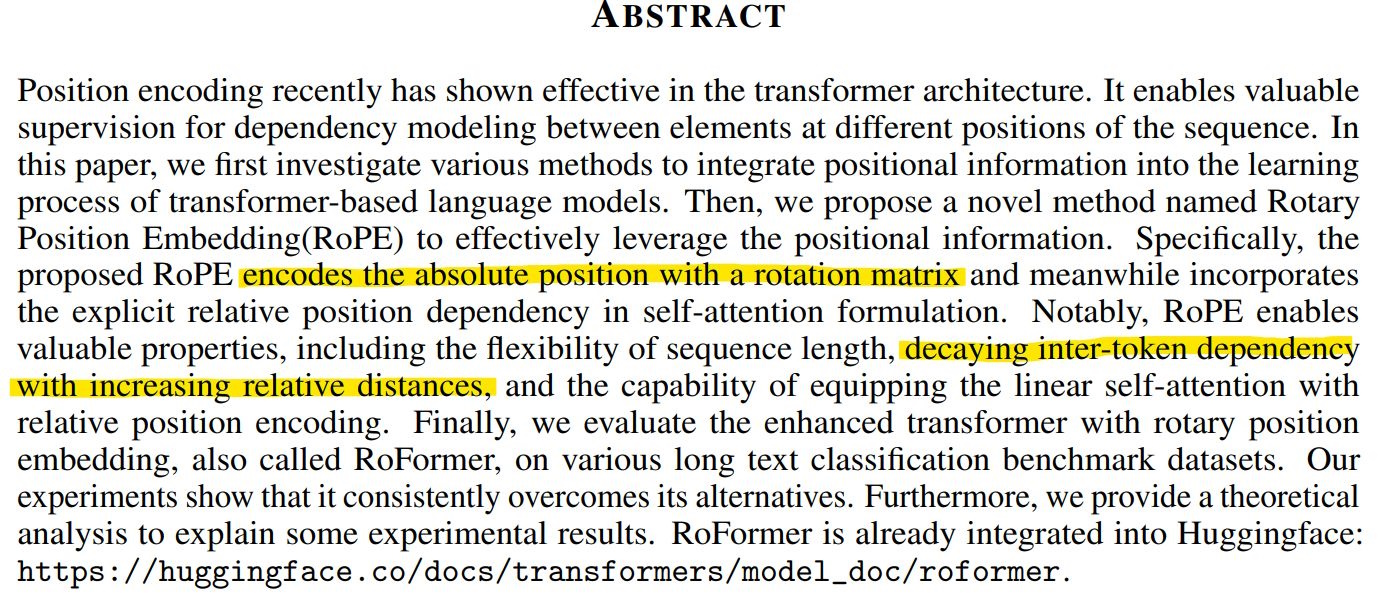 ABSTRACT
Position encoding recently has shown effective in the transformer architecture. It enables valuable
supervision for dependency modeling between elements at different positions of the sequence. In
this paper, we first investigate various methods to integrate positional information into the learning
process of transformer-based language models. Then, we propose a novel method named Rotary
Position Embedding(RoPE) to effectively leverage the positional information. Specifically, the
proposed RoPE encodes the absolute position with a rotation matrix and meanwhile incorporates
the explicit relative position dependency in self-attention formulation. Notably, RoPE enables
valuable properties, including the flexibility of sequence length, decaying inter-token dependency
with increasing relative distances, and the capability of equipping the linear self-attention with
relative position encoding. Finally, we evaluate the enhanced transformer with rotary position
embedding, also called RoFormer, on various long text classification benchmark datasets. Our
experiments show that it consistently overcomes its alternatives. Furthermore, we provide a theoretical
analysis to explain some experimental results. RoFormer is already integrated into Huggingface:
https://huggingface.co/docs/transformers/model_doc/roformer.